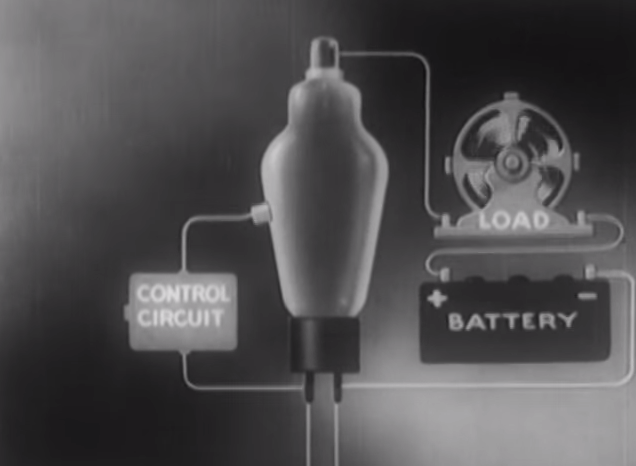 LOAD
CONTROL
CIRCUIT
+ -
BATTERY